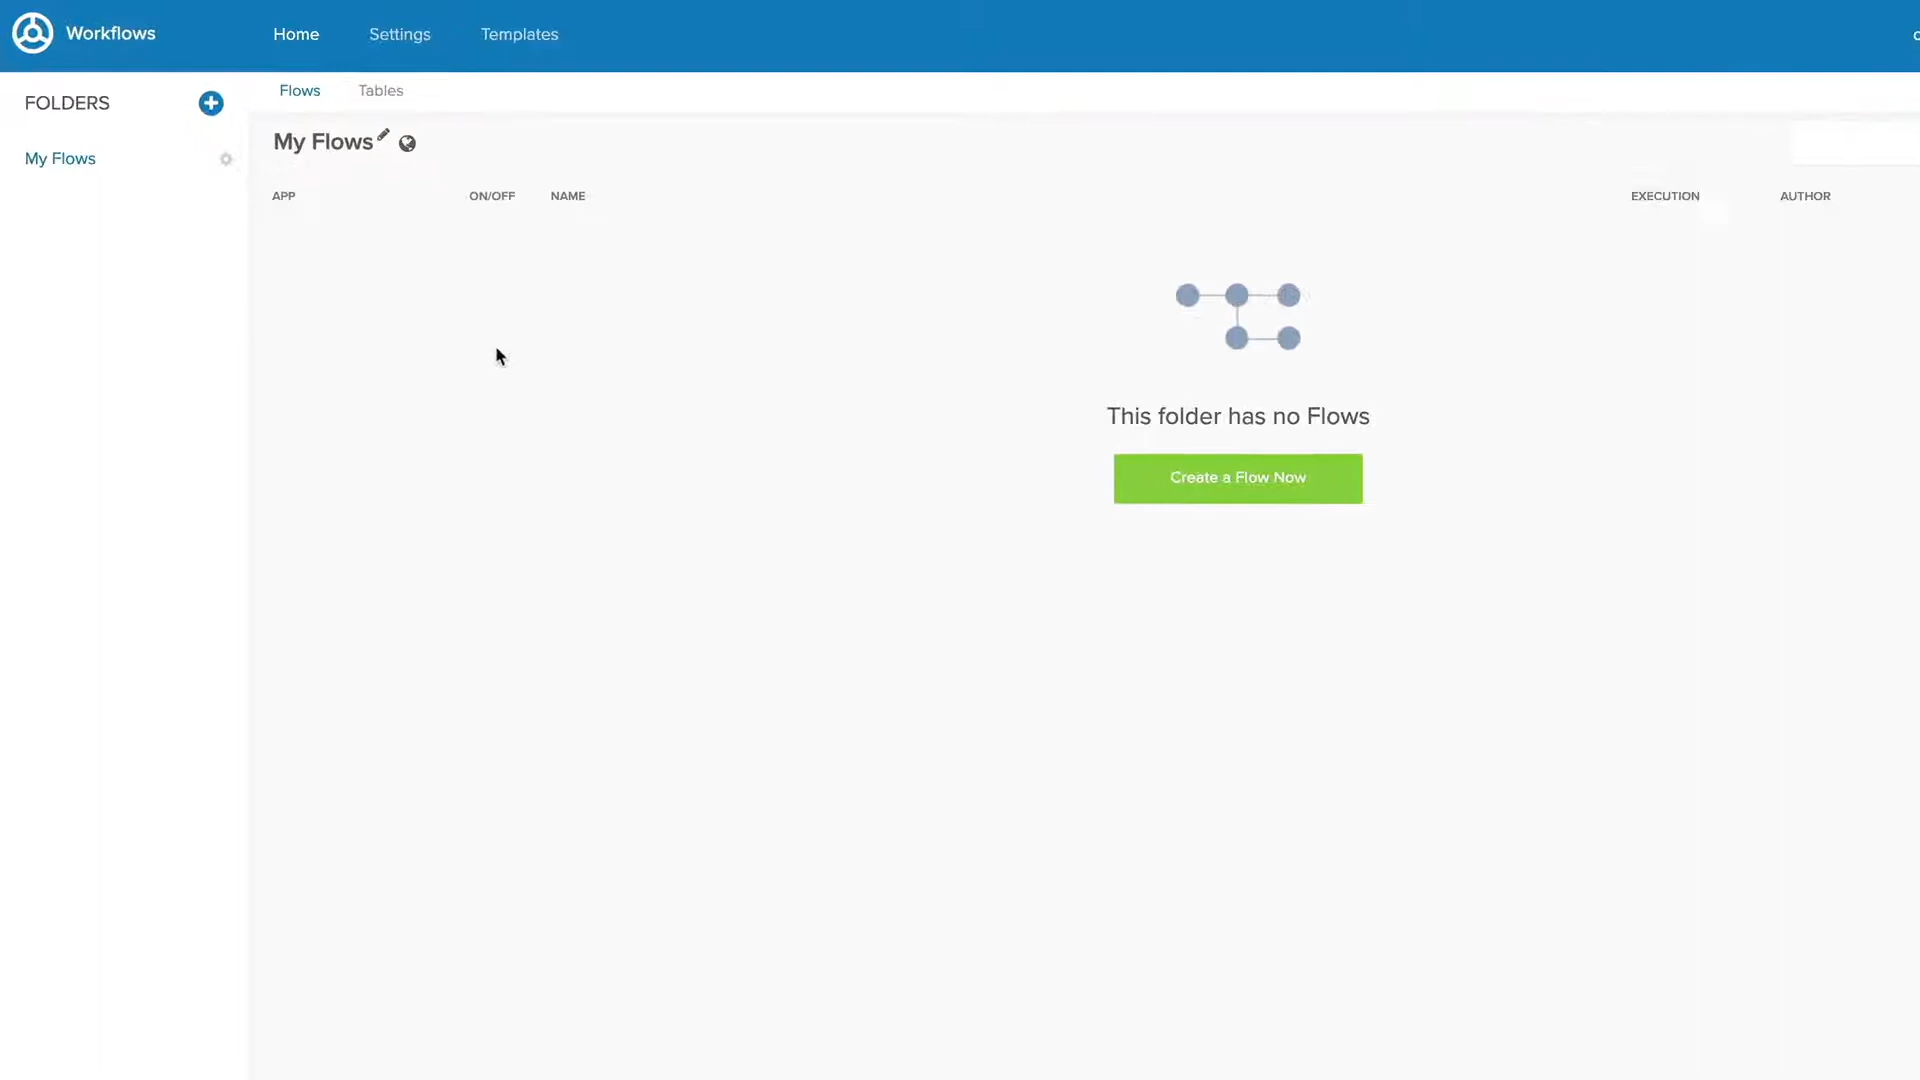 Workflows
Home
Settings
Templates
FOLDERS
Flows
Tables
My Flows
My Flows
APP
ON/OFF
NAME
EXECUTION
AUTHOR
This folder has no Flows
Create a Flow Now